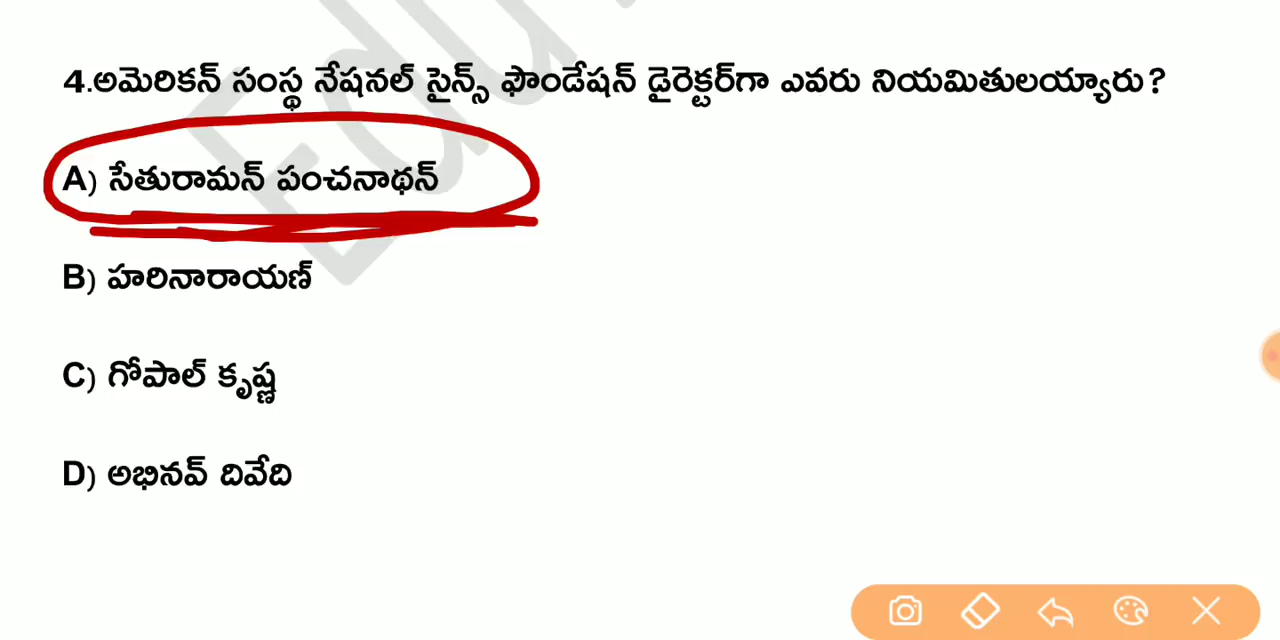 4.అమెరికన్ సంస్థ నేషనల్ సైన్స్ ఫౌండేషన్ డైరెక్టర్‌గా ఎవరు నియమితులయ్యారు?
A) సేతురామన్ పంచనాథన్
B) హరినారాయణ్
C) గోపాల్ కృష్ణ
D) అభినవ్ దివేది